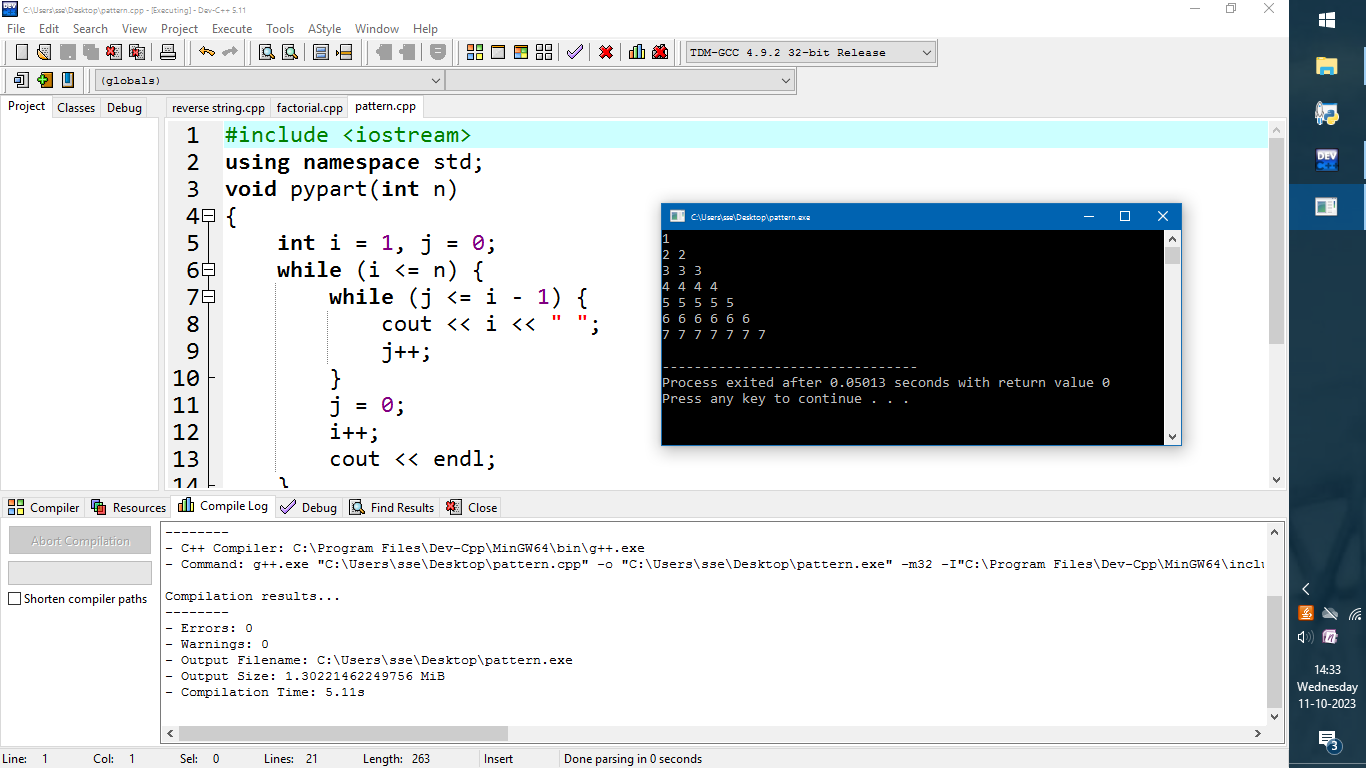 C:\Users\sse\Desktop\pattern.cpp - [Executing] - Dev-C++ 5.11
File Edit Search View Project Execute Tools AStyle Window Help
TDM-GCC 4.9.2 32-bit Release
(globals)
Project Classes Debug
reverse string.cpp factorial.cpp pattern.cpp
1 #include <iostream>
2 using namespace std;
3 void pypart(int n)
4 {
5 int i = 1, j = 0;
6 while (i <= n) {
7 while (j <= i - 1) {
8 cout << i << " ";
9 j++;
10 }
11 j = 0;
12 i++;
13 cout << endl;
14 }
C:\Users\sse\Desktop\pattern.exe
1
2 2
3 3 3
4 4 4 4
5 5 5 5 5
6 6 6 6 6 6
7 7 7 7 7 7 7
--------------------------------
Process exited after 0.05013 seconds with return value 0
Press any key to continue . . .
Compiler Resources Compile Log Debug Find Results Close
Abort Compilation
Shorten compiler paths
--------
- C++ Compiler: C:\Program Files\Dev-Cpp\MinGW64\bin\g++.exe
- Command: g++.exe "C:\Users\sse\Desktop\pattern.cpp" -o "C:\Users\sse\Desktop\pattern.exe" -m32 -I"C:\Program Files\Dev-Cpp\MinGW64\inclu
Compilation results...
--------
- Errors: 0
- Warnings: 0
- Output Filename: C:\Users\sse\Desktop\pattern.exe
- Output Size: 1.30221462249756 MiB
- Compilation Time: 5.11s
Line: 1 Col: 1 Sel: 0 Lines: 21 Length: 263 Insert Done parsing in 0 seconds
DEV
DEV
14:33
Wednesday
11-10-2023
3